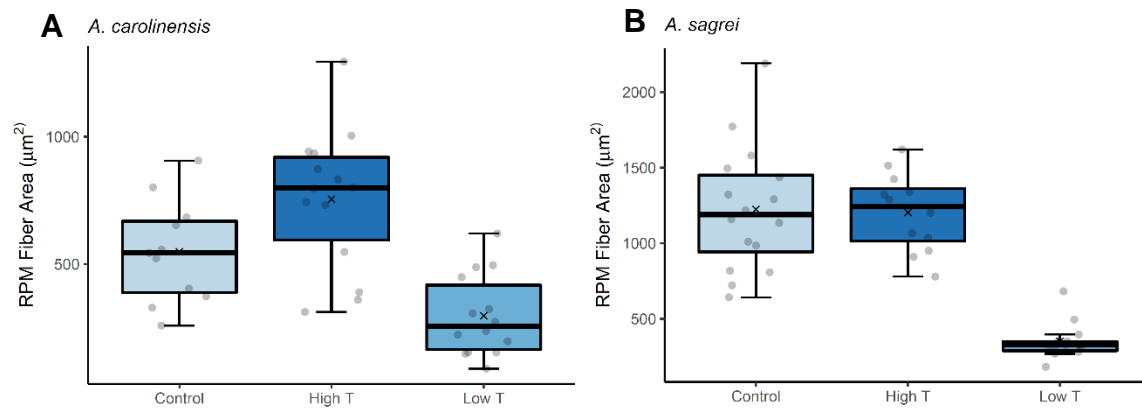 A A. carolinensis
RPM Fiber Area (µm²)
1000
500
Control High T Low T
B A. sagrei
RPM Fiber Area (µm²)
2000
1500
1000
500
Control High T Low T